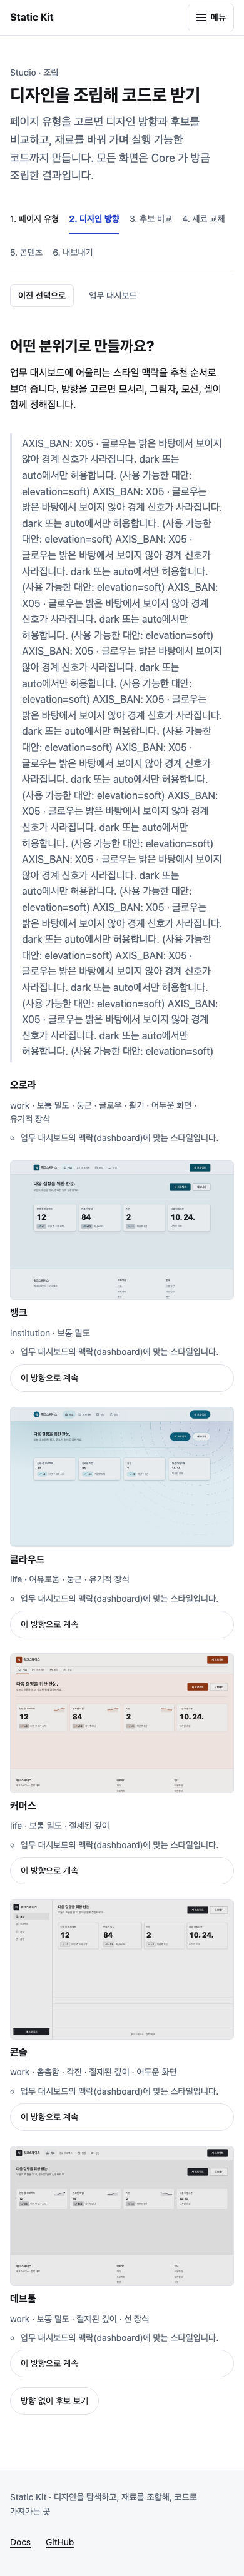 Static Kit
메뉴
Studio · 조립
디자인을 조립해 코드로 받기
페이지 유형을 고르면 디자인 방향과 후보를
비교하고, 재료를 바꿔 가며 실행 가능한
코드까지 만듭니다. 모든 화면은 Core 가 방금
조립한 결과입니다.
1. 페이지 유형 2. 디자인 방향 3. 후보 비교 4. 재료 교체
5. 콘텐츠 6. 내보내기
이전 선택으로 업무 대시보드
어떤 분위기로 만들까요?
업무 대시보드에 어울리는 스타일 맥락을 추천 순서로
보여 줍니다. 방향을 고르면 모서리, 그림자, 모션, 셸이
함께 정해집니다.
AXIS_BAN: X05 · 글로우는 밝은 바탕에서 보이지
않아 경계 신호가 사라집니다. dark 또는
auto에서만 허용합니다. (사용 가능한 대안:
elevation=soft) AXIS_BAN: X05 · 글로우는
밝은 바탕에서 보이지 않아 경계 신호가 사라집니다.
dark 또는 auto에서만 허용합니다. (사용 가능한
대안: elevation=soft) AXIS_BAN: X05 ·
글로우는 밝은 바탕에서 보이지 않아 경계 신호가
사라집니다. dark 또는 auto에서만 허용합니다.
(사용 가능한 대안: elevation=soft) AXIS_BAN:
X05 · 글로우는 밝은 바탕에서 보이지 않아 경계
신호가 사라집니다. dark 또는 auto에서만
허용합니다. (사용 가능한 대안: elevation=soft)
AXIS_BAN: X05 · 글로우는 밝은 바탕에서 보이지
않아 경계 신호가 사라집니다. dark 또는
auto에서만 허용합니다. (사용 가능한 대안:
elevation=soft) AXIS_BAN: X05 · 글로우는
밝은 바탕에서 보이지 않아 경계 신호가 사라집니다.
dark 또는 auto에서만 허용합니다. (사용 가능한
대안: elevation=soft) AXIS_BAN: X05 ·
글로우는 밝은 바탕에서 보이지 않아 경계 신호가
사라집니다. dark 또는 auto에서만 허용합니다.
(사용 가능한 대안: elevation=soft) AXIS_BAN:
X05 · 글로우는 밝은 바탕에서 보이지 않아 경계
신호가 사라집니다. dark 또는 auto에서만
허용합니다. (사용 가능한 대안: elevation=soft)
AXIS_BAN: X05 · 글로우는 밝은 바탕에서 보이지
않아 경계 신호가 사라집니다. dark 또는
auto에서만 허용합니다. (사용 가능한 대안:
elevation=soft) AXIS_BAN: X05 · 글로우는
밝은 바탕에서 보이지 않아 경계 신호가 사라집니다.
dark 또는 auto에서만 허용합니다. (사용 가능한
대안: elevation=soft) AXIS_BAN: X05 ·
글로우는 밝은 바탕에서 보이지 않아 경계 신호가
사라집니다. dark 또는 auto에서만 허용합니다.
(사용 가능한 대안: elevation=soft) AXIS_BAN:
X05 · 글로우는 밝은 바탕에서 보이지 않아 경계
신호가 사라집니다. dark 또는 auto에서만
허용합니다. (사용 가능한 대안: elevation=soft)
오로라
work · 보통 밀도 · 둥근 · 글로우 · 활기 · 어두운 화면 ·
유기적 장식
업무 대시보드의 맥락(dashboard)에 맞는 스타일입니다.
다음 결정을 위한 한눈.
12 84 2 10. 24.
뱅크
institution · 보통 밀도
업무 대시보드의 맥락(dashboard)에 맞는 스타일입니다.
이 방향으로 계속
다음 결정을 위한 한눈.
12 84 2 10. 24.
클라우드
life · 여유로움 · 둥근 · 유기적 장식
업무 대시보드의 맥락(dashboard)에 맞는 스타일입니다.
이 방향으로 계속
다음 결정을 위한 한눈.
12 84 2 10. 24.
커머스
life · 보통 밀도 · 절제된 깊이
업무 대시보드의 맥락(dashboard)에 맞는 스타일입니다.
이 방향으로 계속
다음 결정을 위한 한눈.
12 84 2 10. 24.
콘솔
work · 촘촘함 · 각진 · 절제된 깊이 · 어두운 화면
업무 대시보드의 맥락(dashboard)에 맞는 스타일입니다.
이 방향으로 계속
다음 결정을 위한 한눈.
12 84 2 10. 24.
데브툴
work · 보통 밀도 · 절제된 깊이 · 선 장식
업무 대시보드의 맥락(dashboard)에 맞는 스타일입니다.
이 방향으로 계속
방향 없이 후보 보기
Static Kit · 디자인을 탐색하고, 재료를 조합해, 코드로
가져가는 곳
Docs GitHub